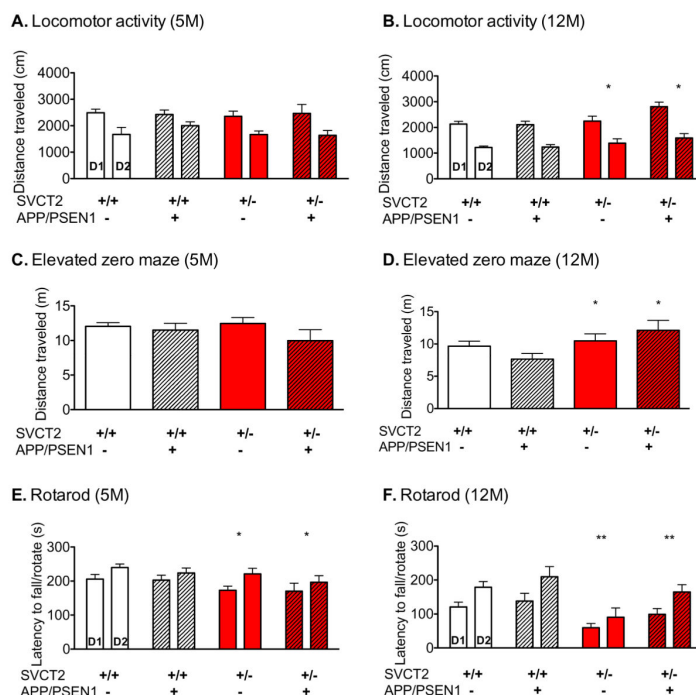 A. Locomotor activity (5M)
Distance traveled (cm)
4000
3000
2000
1000
0
D1 D2
SVCT2 +/+ +/+ +/- +/-
APP/PSEN1 - + - +
B. Locomotor activity (12M)
Distance traveled (cm)
4000
3000
2000
1000
0
* *
D1 D2
SVCT2 +/+ +/+ +/- +/-
APP/PSEN1 - + - +
C. Elevated zero maze (5M)
Distance traveled (m)
15
10
5
0
SVCT2 +/+ +/+ +/- +/-
APP/PSEN1 - + - +
D. Elevated zero maze (12M)
Distance traveled (m)
20
15
10
5
0
* *
SVCT2 +/+ +/+ +/- +/-
APP/PSEN1 - + - +
E. Rotarod (5M)
Latency to fall/rotate (s)
300
200
100
0
* *
D1 D2
SVCT2 +/+ +/+ +/- +/-
APP/PSEN1 - + - +
F. Rotarod (12M)
Latency to fall/rotate (s)
300
200
100
0
** **
D1 D2
SVCT2 +/+ +/+ +/- +/-
APP/PSEN1 - + - +